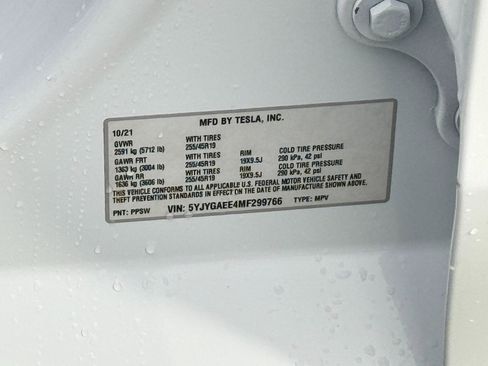 MFD BY TESLA, INC.
10/21
GVWR WITH TIRES
2591 kg (5712 lb) 255/45R19
GAWR FRT WITH TIRES RIM COLD TIRE PRESSURE
1363 kg (3004 lb) 255/45R19 19X9.5J 290 kPa, 42 psi
GAWR RR WITH TIRES RIM COLD TIRE PRESSURE
1636 kg (3606 lb) 255/45R19 19X9.5J 290 kPa, 42 psi
THIS VEHICLE CONFORMS TO ALL APPLICABLE U.S. FEDERAL MOTOR VEHICLE SAFETY AND
THEFT PREVENTION STANDARDS IN EFFECT ON THE DATE OF MANUFACTURE SHOWN ABOVE.
PNT: PPSW VIN: 5YJYGAEE4MF299766 TYPE: MPV